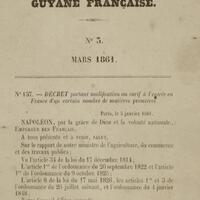 GUYANE FRANÇAISE.
N° 3.
MARS 1861.
N° 137. — DÉCRET portant modification au tarif à l'entrée en
France d'un certain nombre de matières premières.
Paris, le 5 janvier 1861.
NAPOLÉON, par la grâce de Dieu et la volonté nationale,
EMPEREUR DES FRANÇAIS,
A tous présents et à venir, SALUT.
Sur le rapport de notre ministre de l'agriculture, du commerce
et des travaux publics;
Vu l'article 34 de la loi du 17 décembre 1814;
L'article 1er de l'ordonnance du 26 septembre 1822 et l'article
1er de l'ordonnance du 9 octobre 1825;
L'article 8 de la loi du 17 mai 1826, les articles 1er et 3 de
l'ordonnance du 28 juillet suivant, et l'ordonnance du 4 janvier